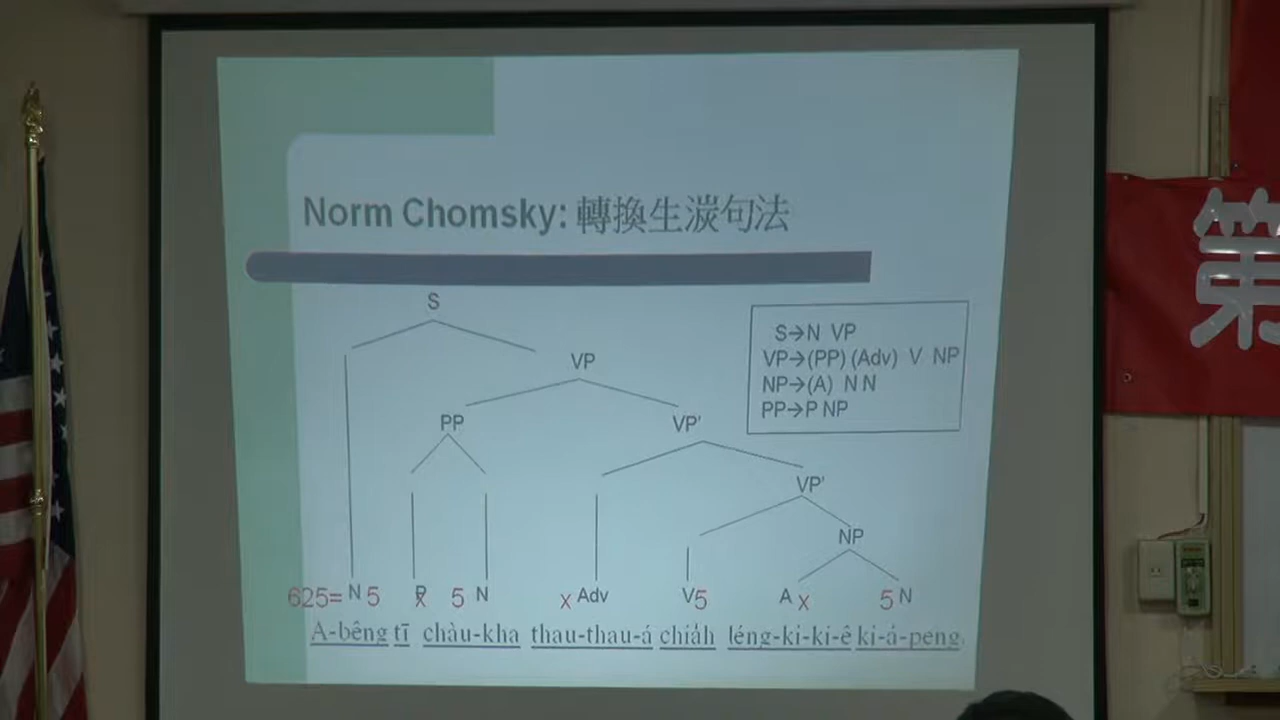 Norm Chomsky: 轉換生湠句法
S
VP
S→N VP
VP→(PP) (Adv) V NP
NP→(A) N N
PP→P NP
PP
VP'
VP'
NP
625= N 5 P x 5 N x Adv V 5 A x 5 N
A-bêng tī chàu-kha thau-thau-á chia̍h léng-ki-ki-ê ki-á-peng.
第